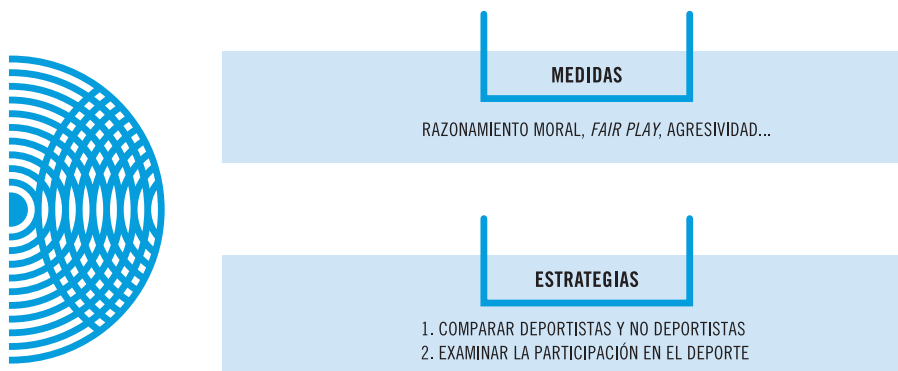 MEDIDAS
RAZONAMIENTO MORAL, FAIR PLAY, AGRESIVIDAD...
ESTRATEGIAS
1. COMPARAR DEPORTISTAS Y NO DEPORTISTAS
2. EXAMINAR LA PARTICIPACIÓN EN EL DEPORTE